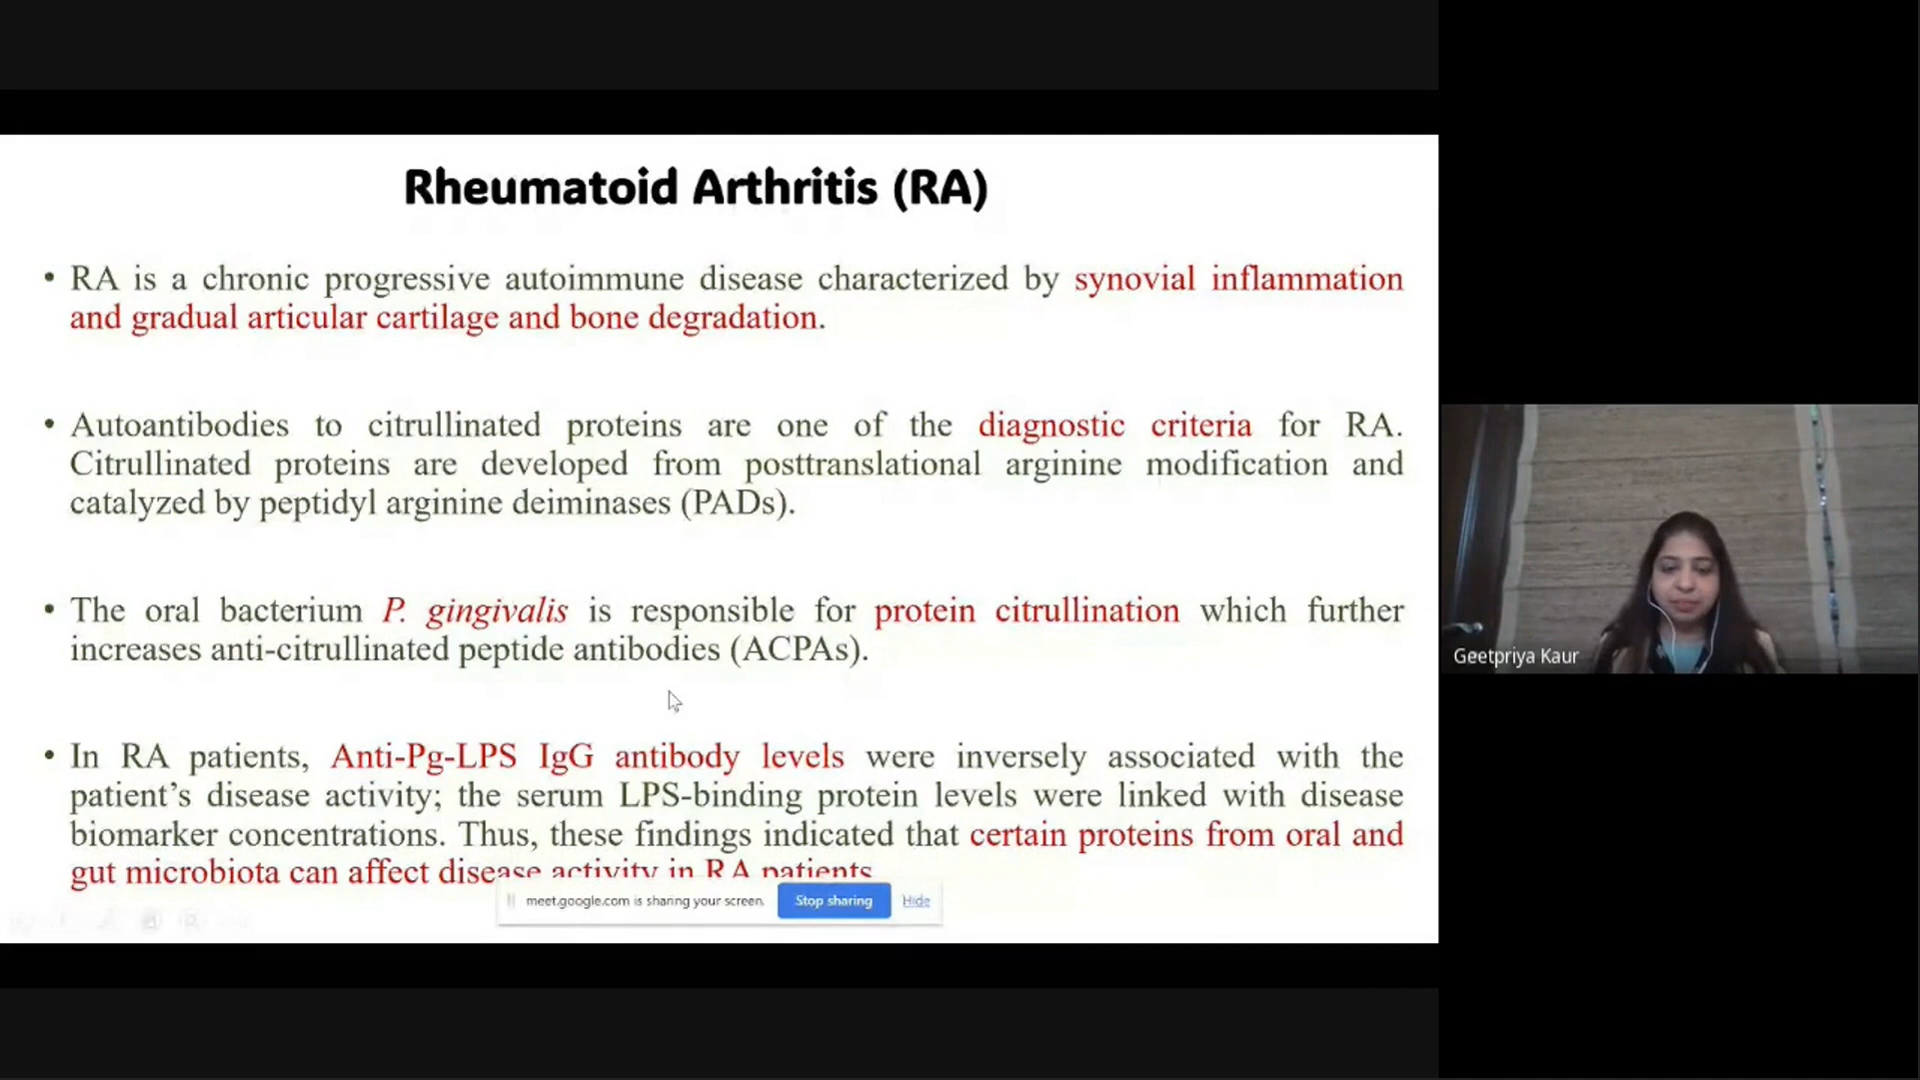 Rheumatoid Arthritis (RA)
• RA is a chronic progressive autoimmune disease characterized by synovial inflammation
and gradual articular cartilage and bone degradation.
• Autoantibodies to citrullinated proteins are one of the diagnostic criteria for RA.
Citrullinated proteins are developed from posttranslational arginine modification and
catalyzed by peptidyl arginine deiminases (PADs).
• The oral bacterium P. gingivalis is responsible for protein citrullination which further
increases anti-citrullinated peptide antibodies (ACPAs).
• In RA patients, Anti-Pg-LPS IgG antibody levels were inversely associated with the
patient’s disease activity; the serum LPS-binding protein levels were linked with disease
biomarker concentrations. Thus, these findings indicated that certain proteins from oral and
gut microbiota can affect disease activity in RA patients
meet.google.com is sharing your screen. Stop sharing Hide
Geetpriya Kaur